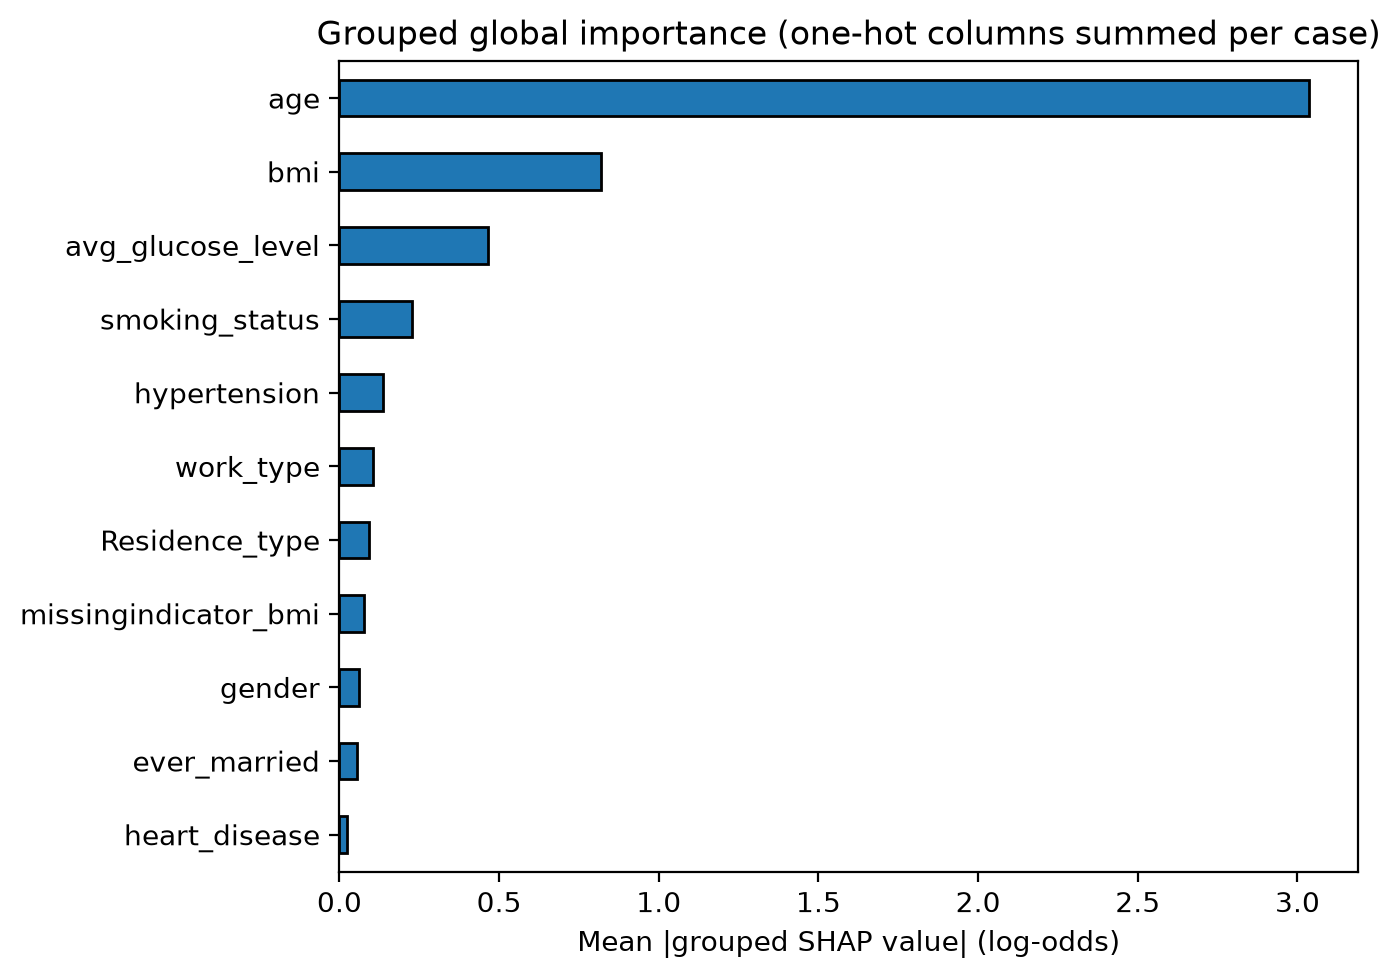 Grouped global importance (one-hot columns summed per case)
age
bmi
avg_glucose_level
smoking_status
hypertension
work_type
Residence_type
missingindicator_bmi
gender
ever_married
heart_disease
0.0 0.5 1.0 1.5 2.0 2.5 3.0
Mean |grouped SHAP value| (log-odds)